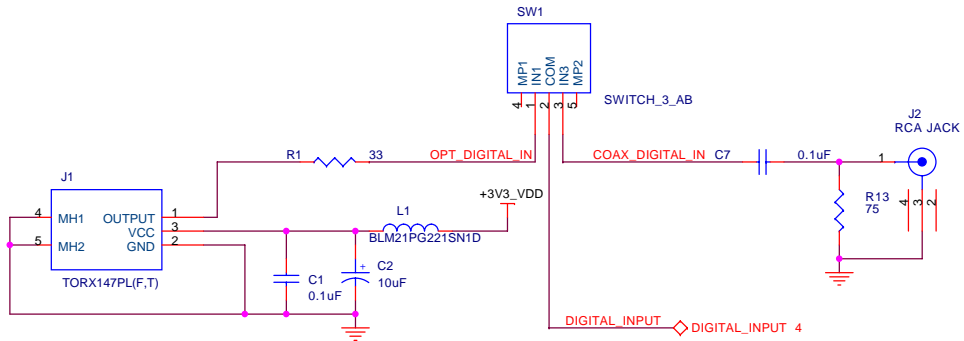 SW1
MP1
IN1
COM
IN3
MP2
4
1
2
3
5
SWITCH_3_AB
J2
RCA JACK
R1
33
OPT_DIGITAL_IN
COAX_DIGITAL_IN
C7
0.1uF
1
J1
+3V3_VDD
R13
75
4
3
2
4
MH1
OUTPUT
1
VCC
3
5
MH2
GND
2
L1
BLM21PG221SN1D
TORX147PL(F,T)
C1
0.1uF
+
C2
10uF
DIGITAL_INPUT
DIGITAL_INPUT 4